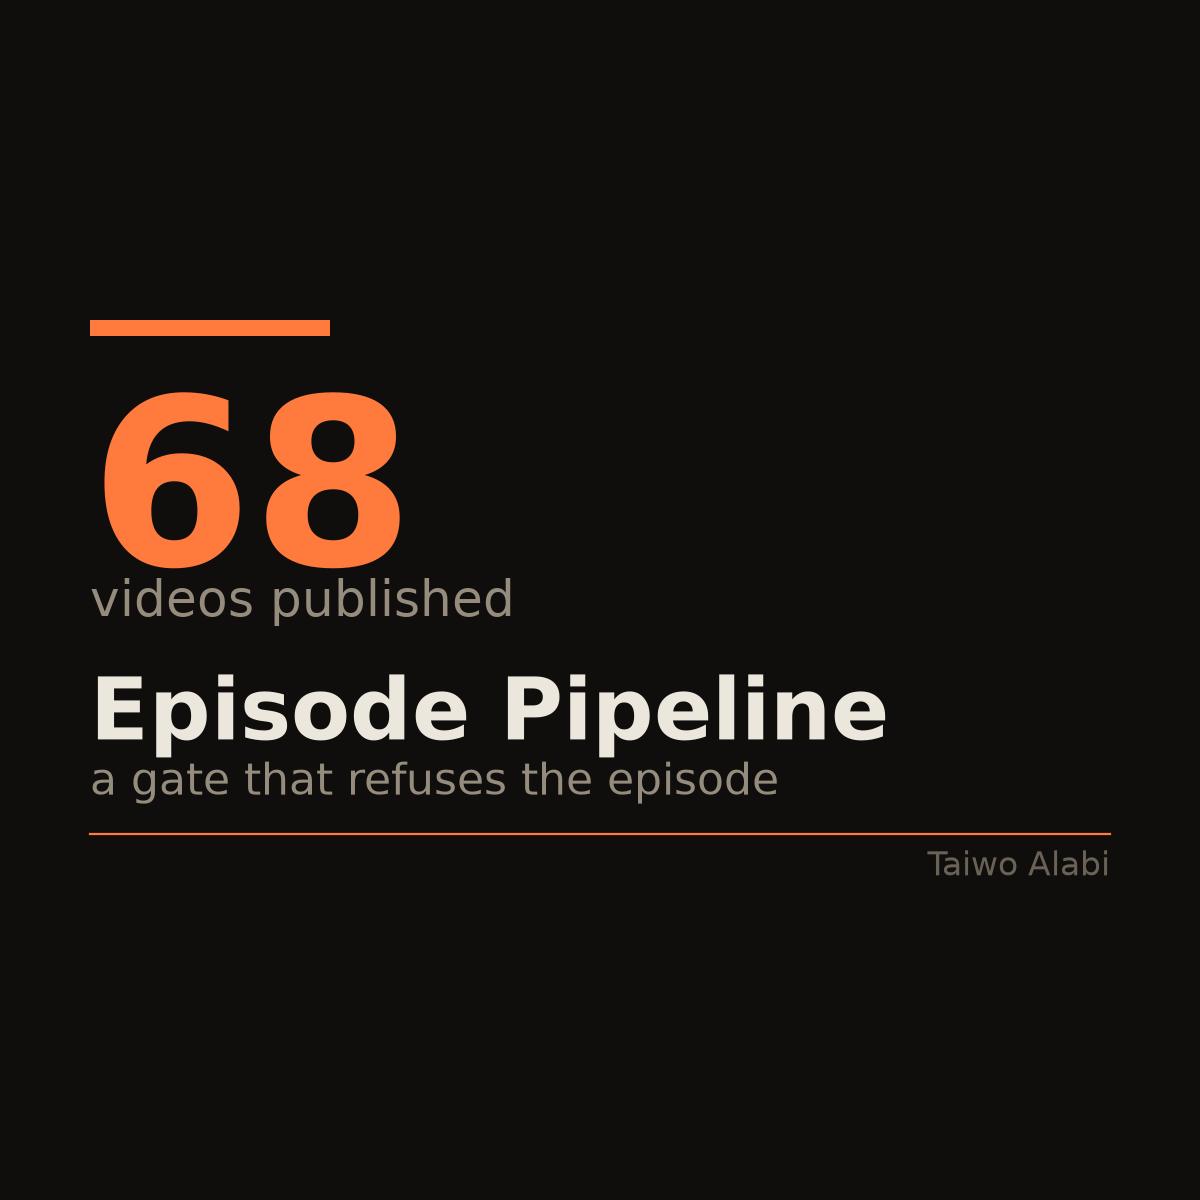 68
videos published
Episode Pipeline
a gate that refuses the episode
Taiwo Alabi